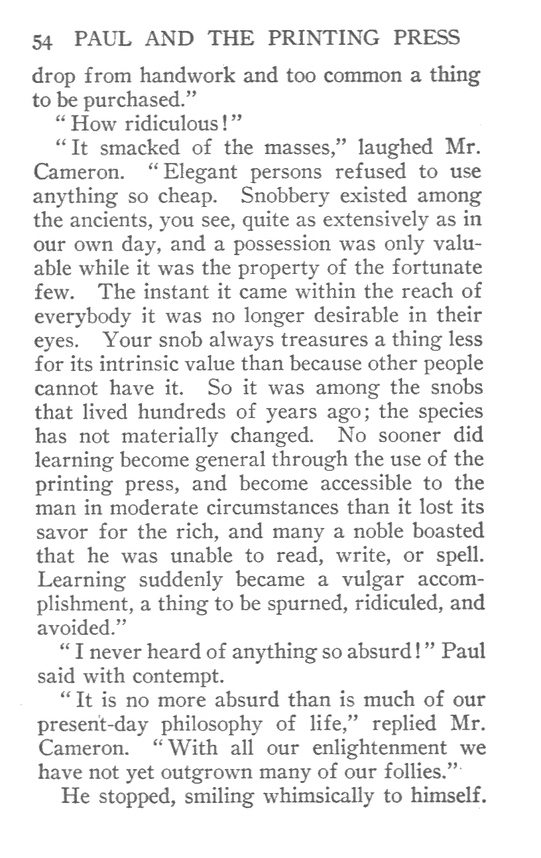 54 PAUL AND THE PRINTING PRESS
drop from handwork and too common a thing
to be purchased.”
“ How ridiculous ! ”
“ It smacked of the masses,” laughed Mr.
Cameron. “ Elegant persons refused to use
anything so cheap. Snobbery existed among
the ancients, you see, quite as extensively as in
our own day, and a possession was only valu-
able while it was the property of the fortunate
few. The instant it came within the reach of
everybody it was no longer desirable in their
eyes. Your snob always treasures a thing less
for its intrinsic value than because other people
cannot have it. So it was among the snobs
that lived hundreds of years ago ; the species
has not materially changed. No sooner did
learning become general through the use of the
printing press, and become accessible to the
man in moderate circumstances than it lost its
savor for the rich, and many a noble boasted
that he was unable to read, write, or spell.
Learning suddenly became a vulgar accom-
plishment, a thing to be spurned, ridiculed, and
avoided.”
“ I never heard of anything so absurd ! ” Paul
said with contempt.
“ It is no more absurd than is much of our
present-day philosophy of life,” replied Mr.
Cameron. “ With all our enlightenment we
have not yet outgrown many of our follies.”
He stopped, smiling whimsically to himself.